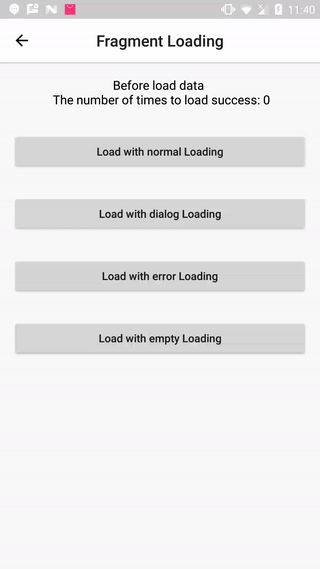 11:40
Fragment Loading
Before load data
The number of times to load success: 0
Load with normal Loading
Load with dialog Loading
Load with error Loading
Load with empty Loading